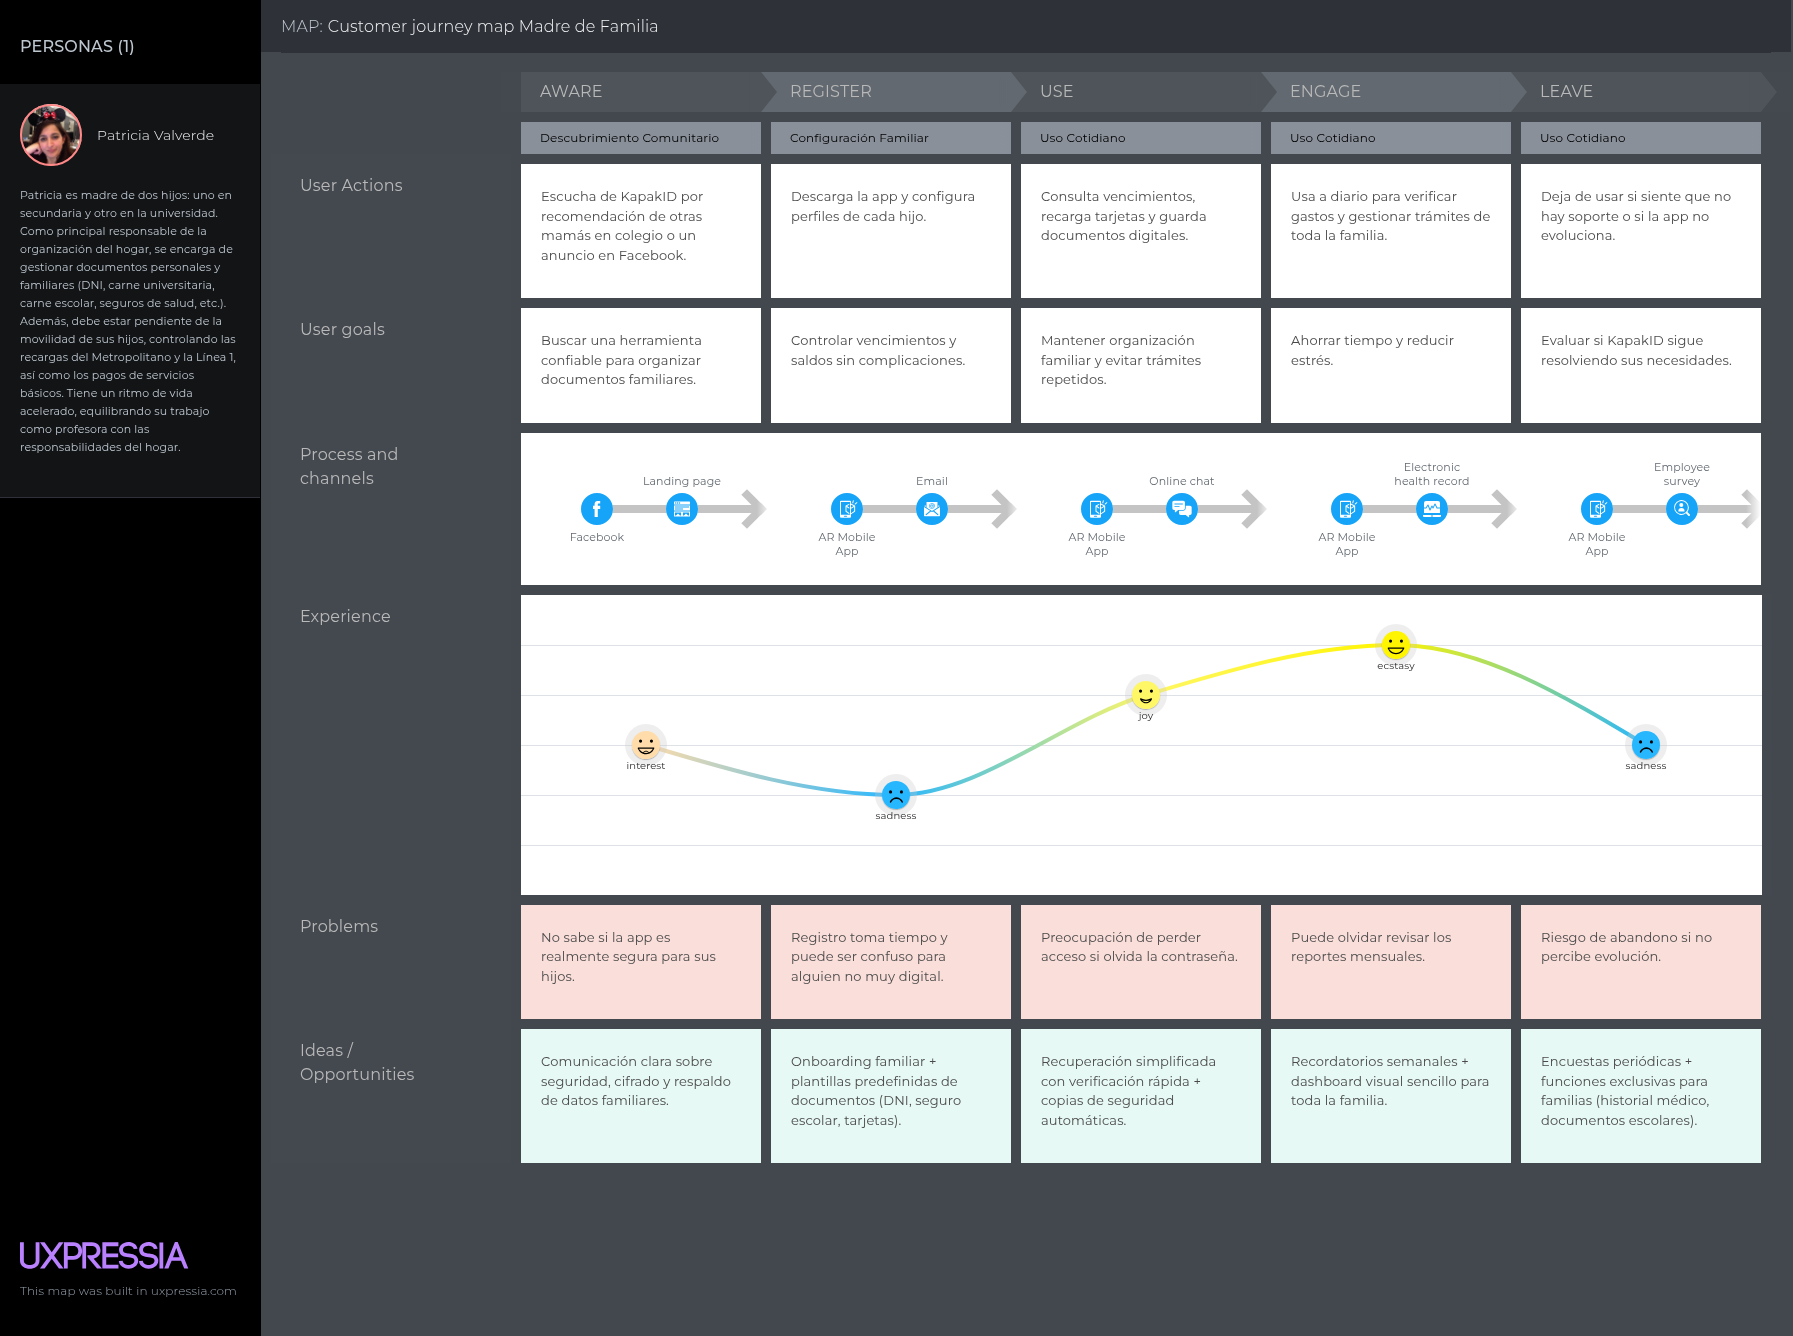 PERSONAS (1)
Patricia Valverde
Patricia es madre de dos hijos: uno en
secundaria y otro en la universidad.
Como principal responsable de la
organización del hogar, se encarga de
gestionar documentos personales y
familiares (DNI, carne universitaria,
carne escolar, seguros de salud, etc.).
Además, debe estar pendiente de la
movilidad de sus hijos, controlando las
recargas del Metropolitano y la Línea 1,
así como los pagos de servicios
básicos. Tiene un ritmo de vida
acelerado, equilibrando su trabajo
como profesora con las
responsabilidades del hogar.
MAP: Customer journey map Madre de Familia
AWARE
REGISTER
USE
ENGAGE
LEAVE
Descubrimiento Comunitario
Configuración Familiar
Uso Cotidiano
Uso Cotidiano
Uso Cotidiano
User Actions
Escucha de KapakID por
recomendación de otras
mamás en colegio o un
anuncio en Facebook.
Descarga la app y configura
perfiles de cada hijo.
Consulta vencimientos,
recarga tarjetas y guarda
documentos digitales.
Usa a diario para verificar
gastos y gestionar trámites de
toda la familia.
Deja de usar si siente que no
hay soporte o si la app no
evoluciona.
User goals
Buscar una herramienta
confiable para organizar
documentos familiares.
Controlar vencimientos y
saldos sin complicaciones.
Mantener organización
familiar y evitar trámites
repetidos.
Ahorrar tiempo y reducir
estrés.
Evaluar si KapakID sigue
resolviendo sus necesidades.
Process and
channels
Facebook
Landing page
AR Mobile
App
Email
AR Mobile
App
Online chat
AR Mobile
App
Electronic
health record
AR Mobile
App
Employee
survey
Experience
interest
sadness
joy
ecstasy
sadness
Problems
No sabe si la app es
realmente segura para sus
hijos.
Registro toma tiempo y
puede ser confuso para
alguien no muy digital.
Preocupación de perder
acceso si olvida la contraseña.
Puede olvidar revisar los
reportes mensuales.
Riesgo de abandono si no
percibe evolución.
Ideas /
Opportunities
Comunicación clara sobre
seguridad, cifrado y respaldo
de datos familiares.
Onboarding familiar +
plantillas predefinidas de
documentos (DNI, seguro
escolar, tarjetas).
Recuperación simplificada
con verificación rápida +
copias de seguridad
automáticas.
Recordatorios semanales +
dashboard visual sencillo para
toda la familia.
Encuestas periódicas +
funciones exclusivas para
familias (historial médico,
documentos escolares).
UXPRESSIA
This map was built in uxpressia.com